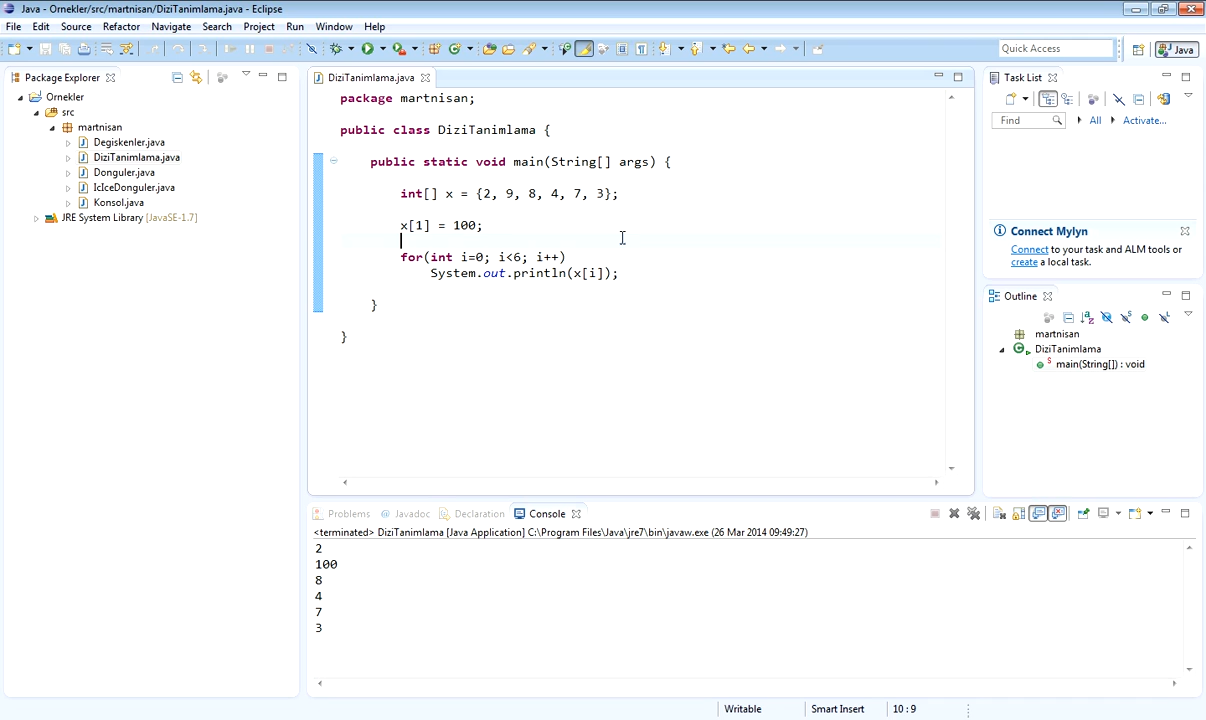 Java - Ornekler/src/martnisan/DiziTanimlama.java - Eclipse
File Edit Source Refactor Navigate Search Project Run Window Help
Quick Access
Java
Package Explorer
Ornekler
src
martnisan
Degiskenler.java
DiziTanimlama.java
Donguler.java
IcIceDonguler.java
Konsol.java
JRE System Library [JavaSE-1.7]
DiziTanimlama.java
package martnisan;
public class DiziTanimlama {
public static void main(String[] args) {
int[] x = {2, 9, 8, 4, 7, 3};
x[1] = 100;
for(int i=0; i<6; i++)
System.out.println(x[i]);
}
}
Task List
Find All Activate...
Connect Mylyn
Connect to your task and ALM tools or
create a local task.
Outline
martnisan
DiziTanimlama
main(String[]) : void
Problems Javadoc Declaration Console
<terminated> DiziTanimlama [Java Application] C:\Program Files\Java\jre7\bin\javaw.exe (26 Mar 2014 09:49:27)
2
100
8
4
7
3
Writable Smart Insert 10 : 9